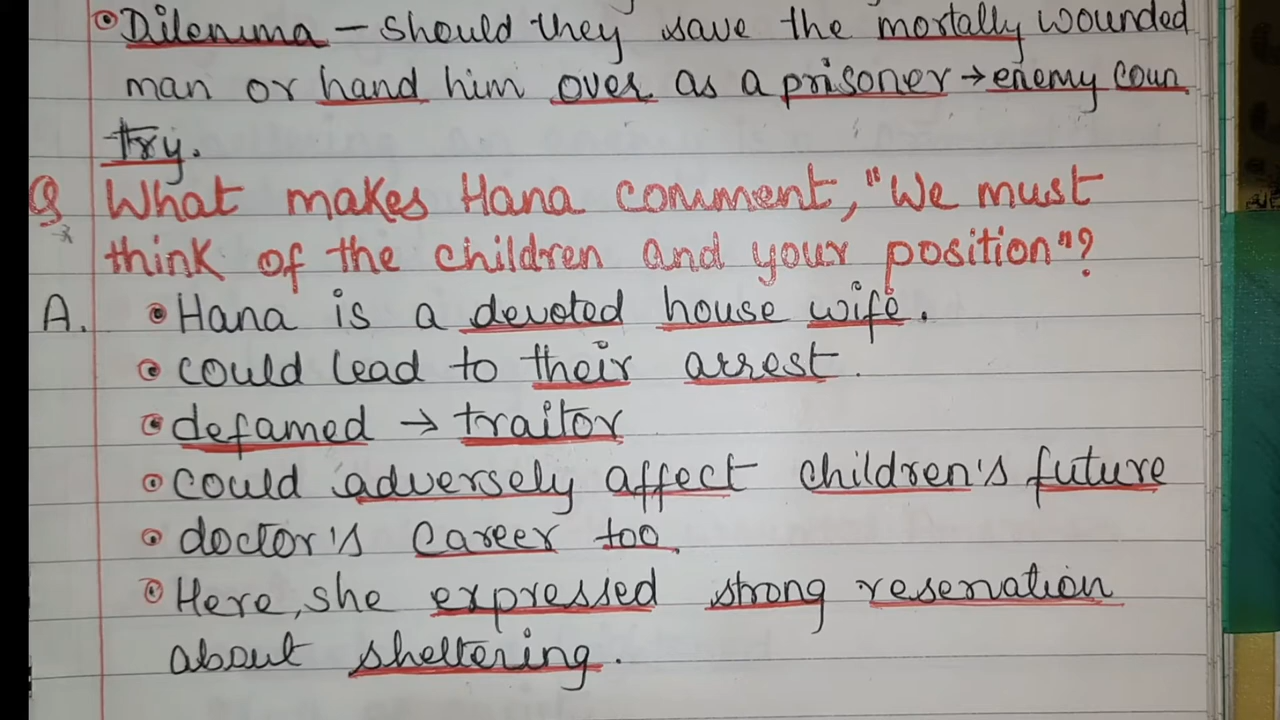 Dilemma – should they save the mortally wounded
man or hand him over as a prisoner → enemy coun
try.
Q What makes Hana comment, "We must
think of the children and your position"?
A. • Hana is a devoted house wife.
• could lead to their arrest.
• defamed → traitor
• could adversely affect children's future
• doctor's career too.
• Here, she expressed strong reservation
about sheltering.